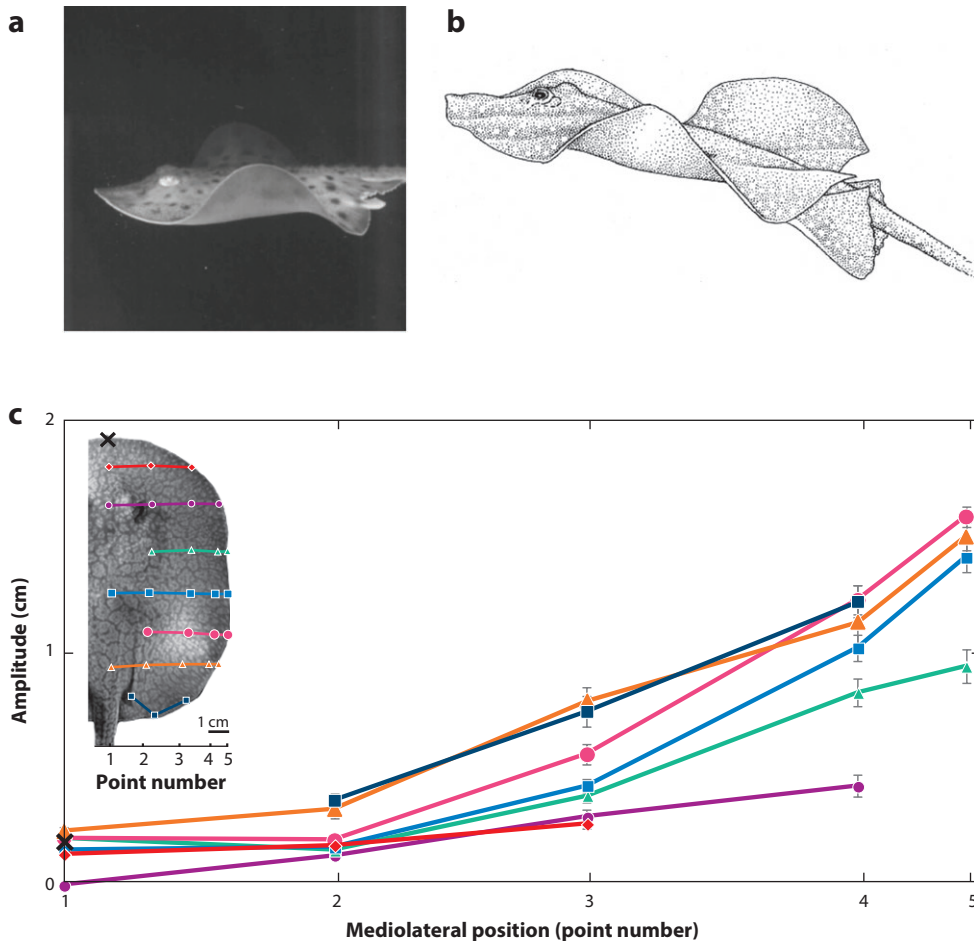 a
b
c
2
1
0
Amplitude (cm)
1 cm
1 2 3 4 5
Point number
1 2 3 4 5
Mediolateral position (point number)